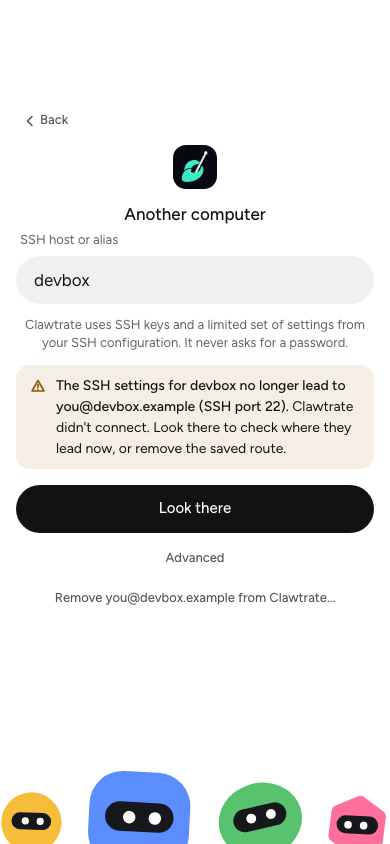 Back
Another computer
SSH host or alias
devbox
Clawtrate uses SSH keys and a limited set of settings from
your SSH configuration. It never asks for a password.
The SSH settings for devbox no longer lead to
you@devbox.example (SSH port 22). Clawtrate
didn't connect. Look there to check where they
lead now, or remove the saved route.
Look there
Advanced
Remove you@devbox.example from Clawtrate...